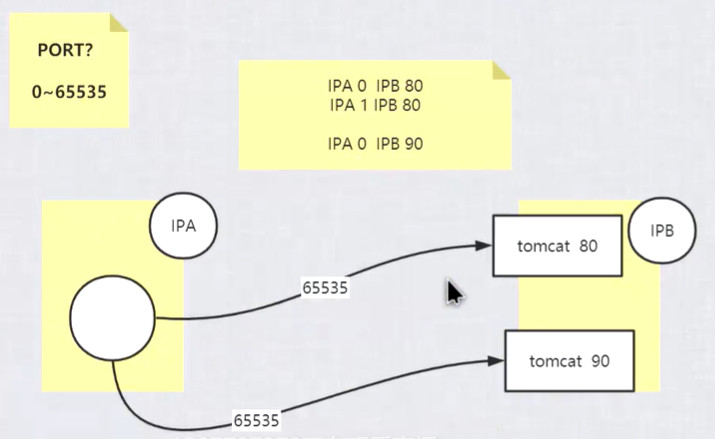 PORT?
0~65535
IPA 0 IPB 80
IPA 1 IPB 80
IPA 0 IPB 90
IPA
IPB
tomcat 80
65535
tomcat 90
65535